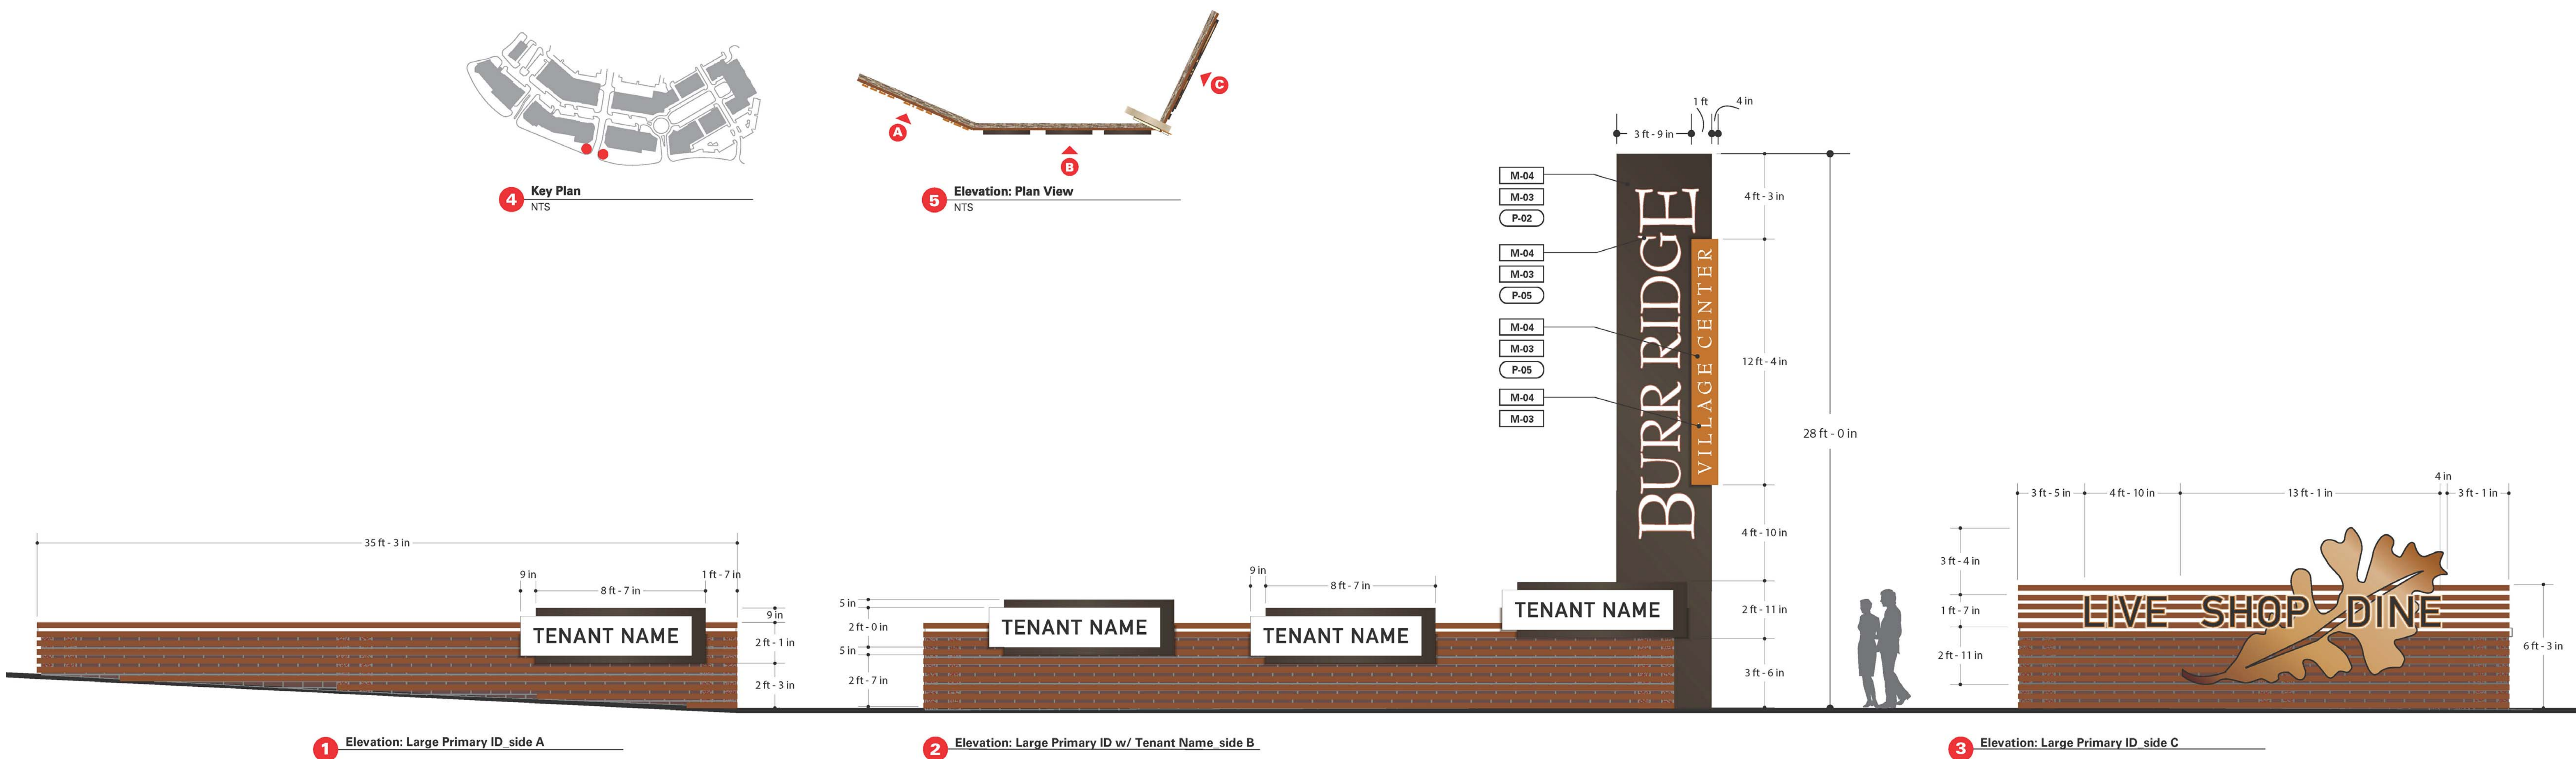 4
Key Plan
NTS
5
Elevation: Plan View
NTS
A
B
C
1 ft
4 in
3 ft - 9 in
M-04
M-03
P-02
M-04
M-03
P-05
M-04
M-03
P-05
M-04
M-03
BURR RIDGE
VILLAGE CENTER
4 ft - 3 in
12 ft - 4 in
4 ft - 10 in
2 ft - 11 in
3 ft - 6 in
28 ft - 0 in
35 ft - 3 in
9 in
8 ft - 7 in
1 ft - 7 in
9 in
2 ft - 1 in
2 ft - 3 in
TENANT NAME
5 in
2 ft - 0 in
5 in
2 ft - 7 in
TENANT NAME
9 in
8 ft - 7 in
TENANT NAME
TENANT NAME
3 ft - 5 in
4 ft - 10 in
13 ft - 1 in
4 in
3 ft - 1 in
3 ft - 4 in
1 ft - 7 in
2 ft - 11 in
6 ft - 3 in
LIVE SHOP DINE
1
Elevation: Large Primary ID_side A
2
Elevation: Large Primary ID w/ Tenant Name_side B
3
Elevation: Large Primary ID_side C